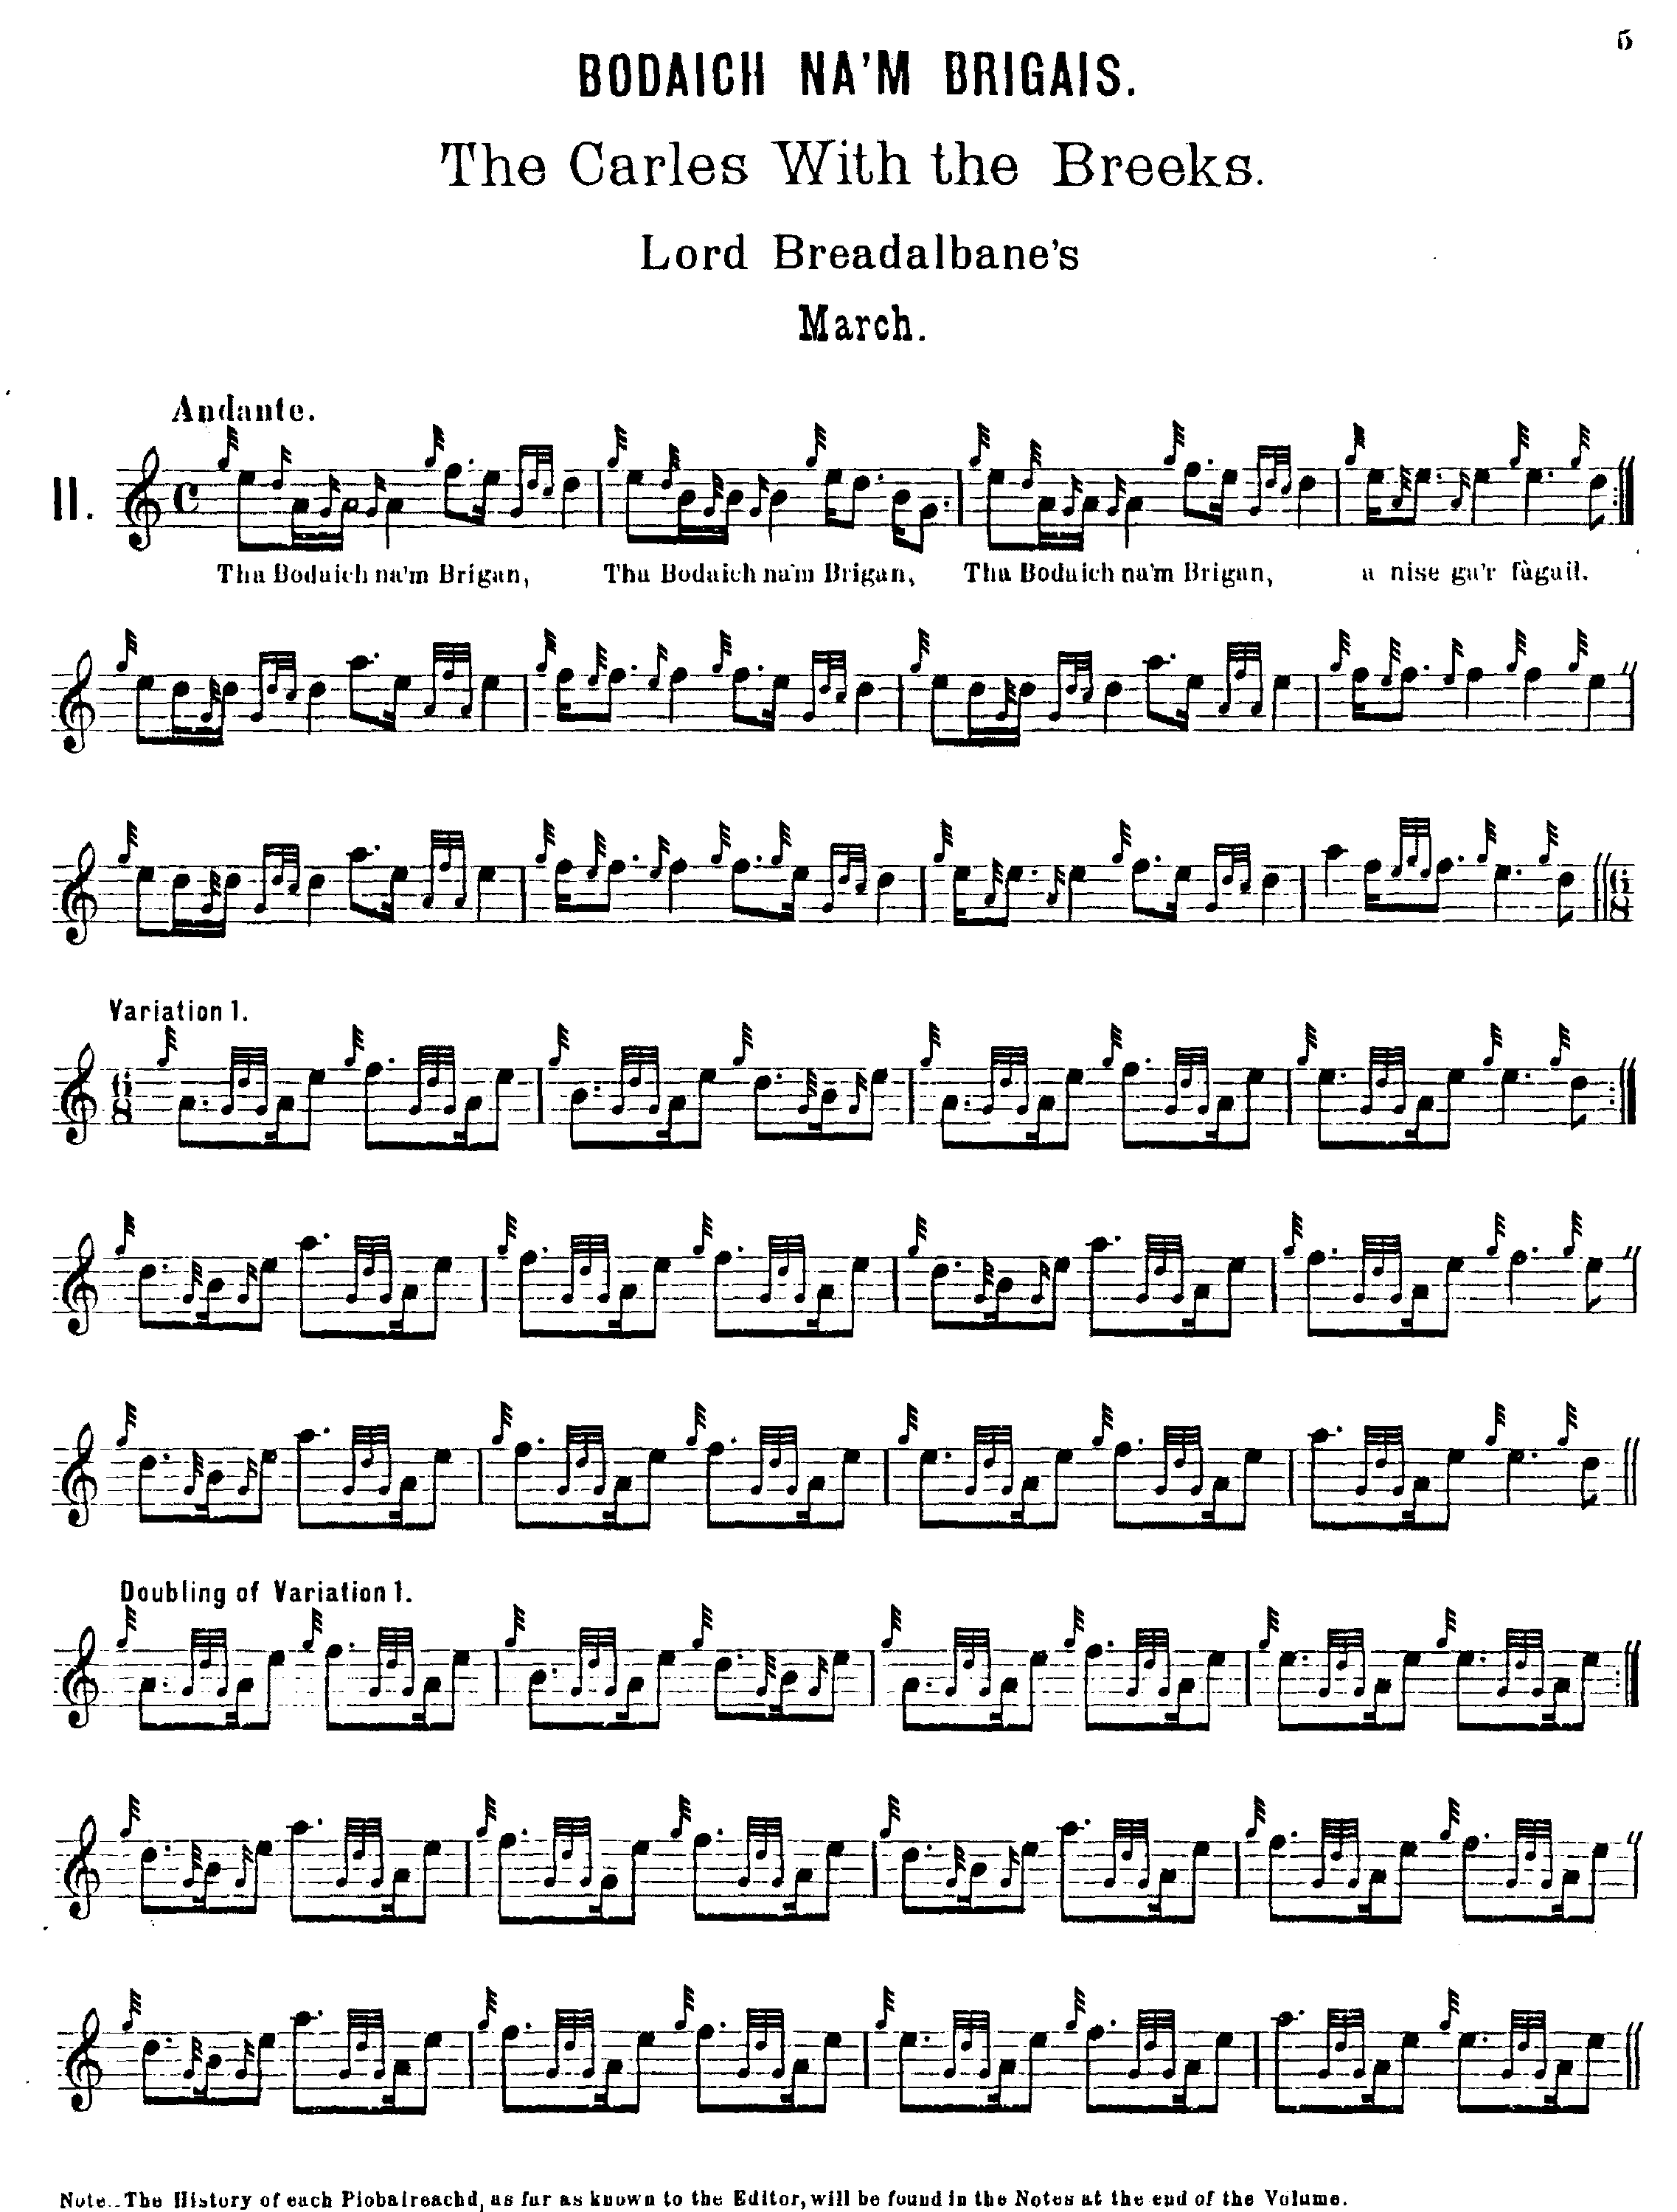 5
BODAICH NA'M BRIGAIS.
The Carles With the Breeks.
Lord Breadalbane's
March.
Andante.
II.
Tha Bodaich na'm Brigan, Tha Bodaich na'm Brigan, Tha Bodaich na'm Brigan, a nise ga'r fàgail.
Variation 1.
Doubling of Variation 1.
Note.. The History of each Piobaireachd, as far as known to the Editor, will be found in the Notes at the end of the Volume.